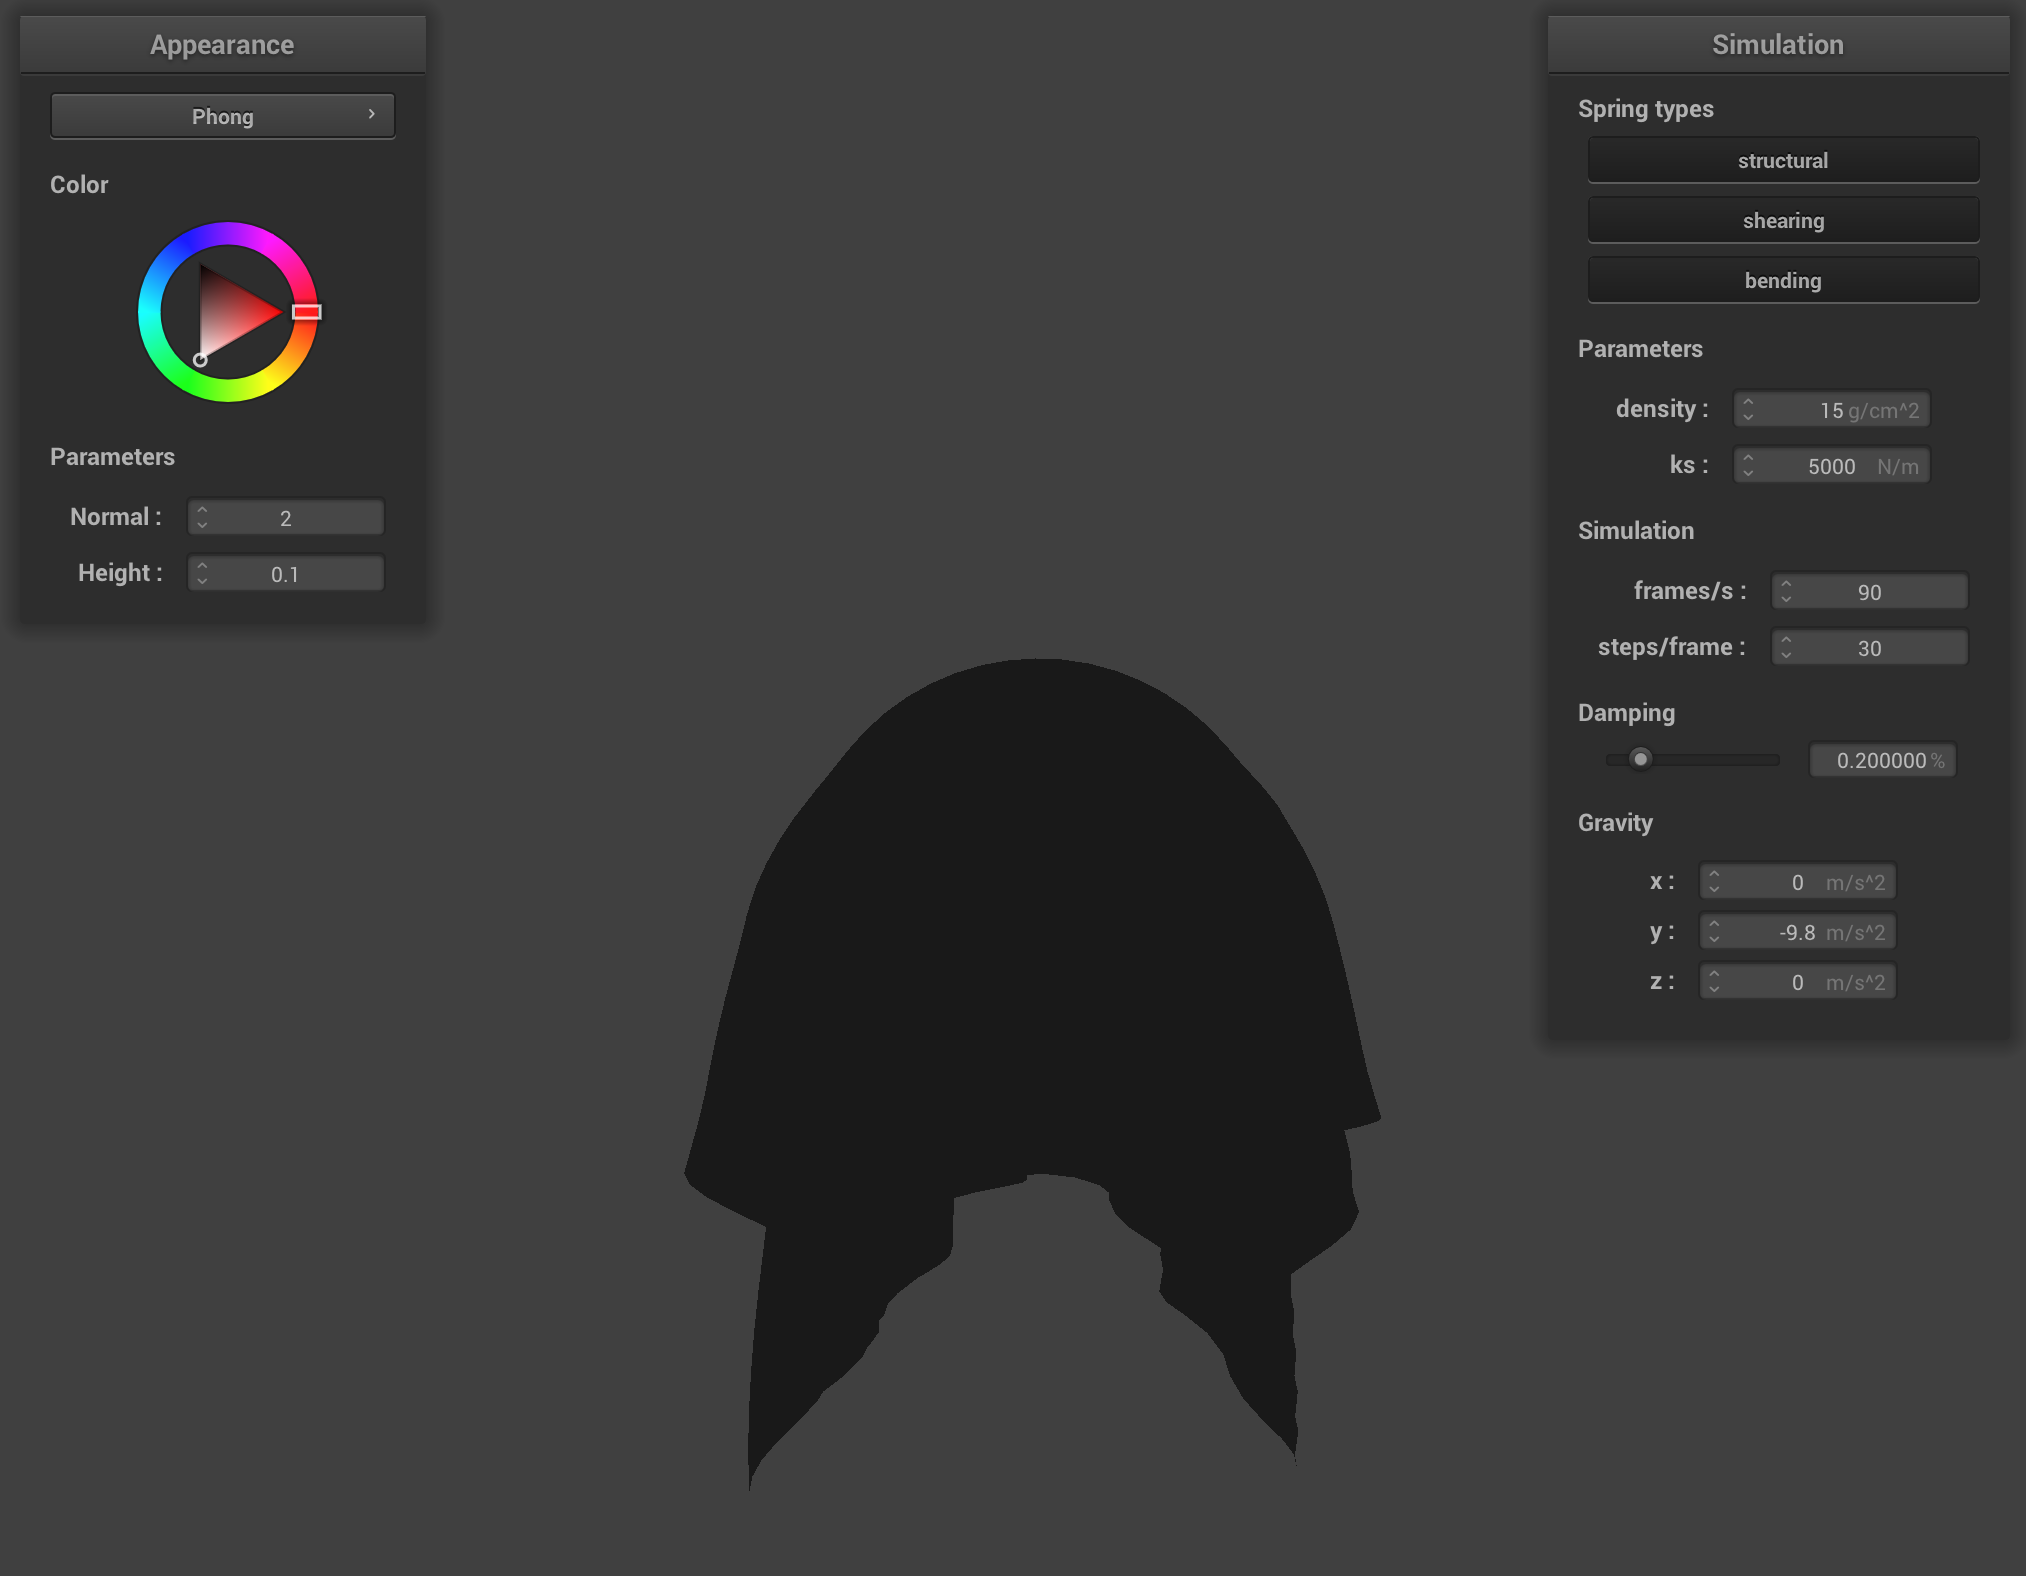 Appearance
Phong
Color
Parameters
Normal : 2
Height : 0.1
Simulation
Spring types
structural
shearing
bending
Parameters
density : 15 g/cm^2
ks : 5000 N/m
Simulation
frames/s : 90
steps/frame : 30
Damping
0.200000 %
Gravity
x : 0 m/s^2
y : -9.8 m/s^2
z : 0 m/s^2